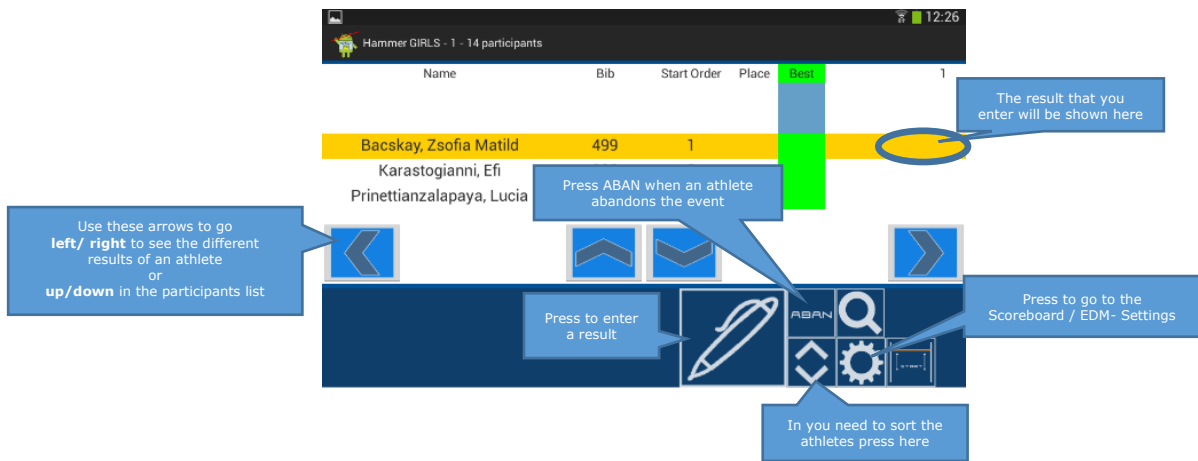 12:26
Hammer GIRLS - 1 - 14 participants
Name Bib Start Order Place Best 1
The result that you
enter will be shown here
Bacskay, Zsofia Matild 499 1
Karastogianni, Efi
Prinettianzalapaya, Lucia
Press ABAN when an athlete
abandons the event
Use these arrows to go
left/ right to see the different
results of an athlete
or
up/down in the participants list
Press to enter
a result
ABAN
Press to go to the
Scoreboard / EDM- Settings
START
In you need to sort the
athletes press here